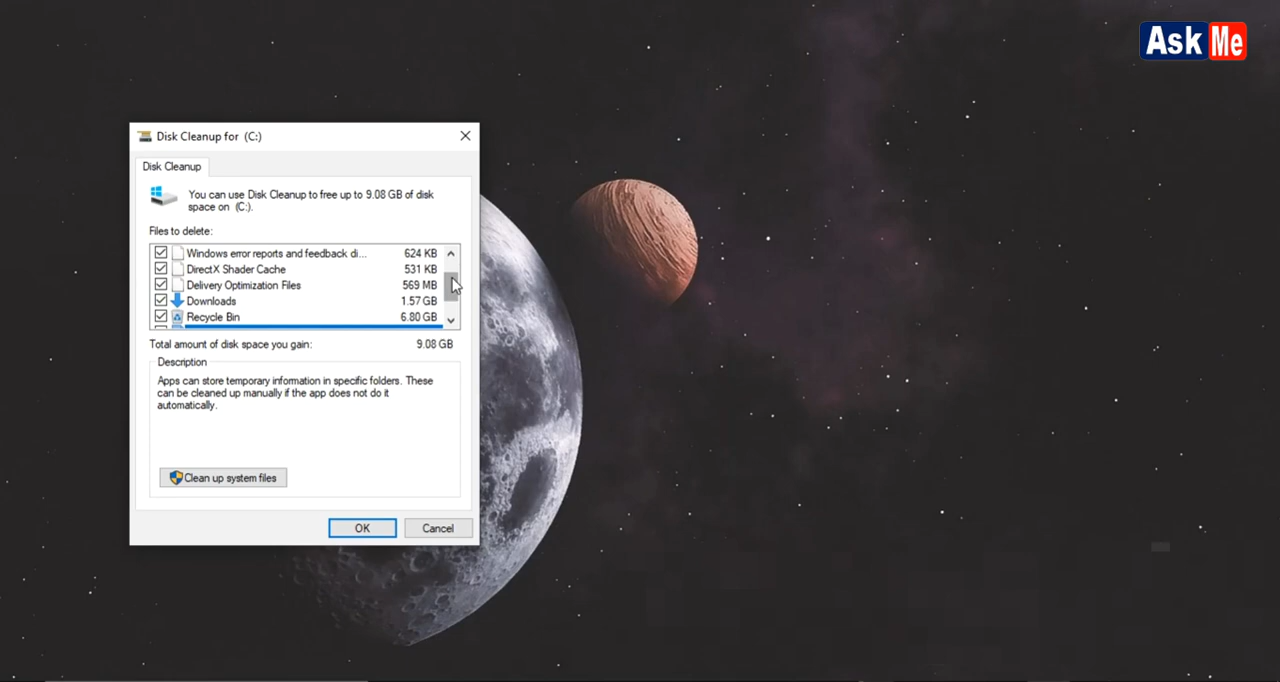 Ask Me
Disk Cleanup for (C:)
Disk Cleanup
You can use Disk Cleanup to free up to 9.08 GB of disk
space on (C:).
Files to delete:
Windows error reports and feedback di... 624 KB
DirectX Shader Cache 531 KB
Delivery Optimization Files 569 MB
Downloads 1.57 GB
Recycle Bin 6.80 GB
Total amount of disk space you gain: 9.08 GB
Description
Apps can store temporary information in specific folders. These
can be cleaned up manually if the app does not do it
automatically.
Clean up system files
OK Cancel